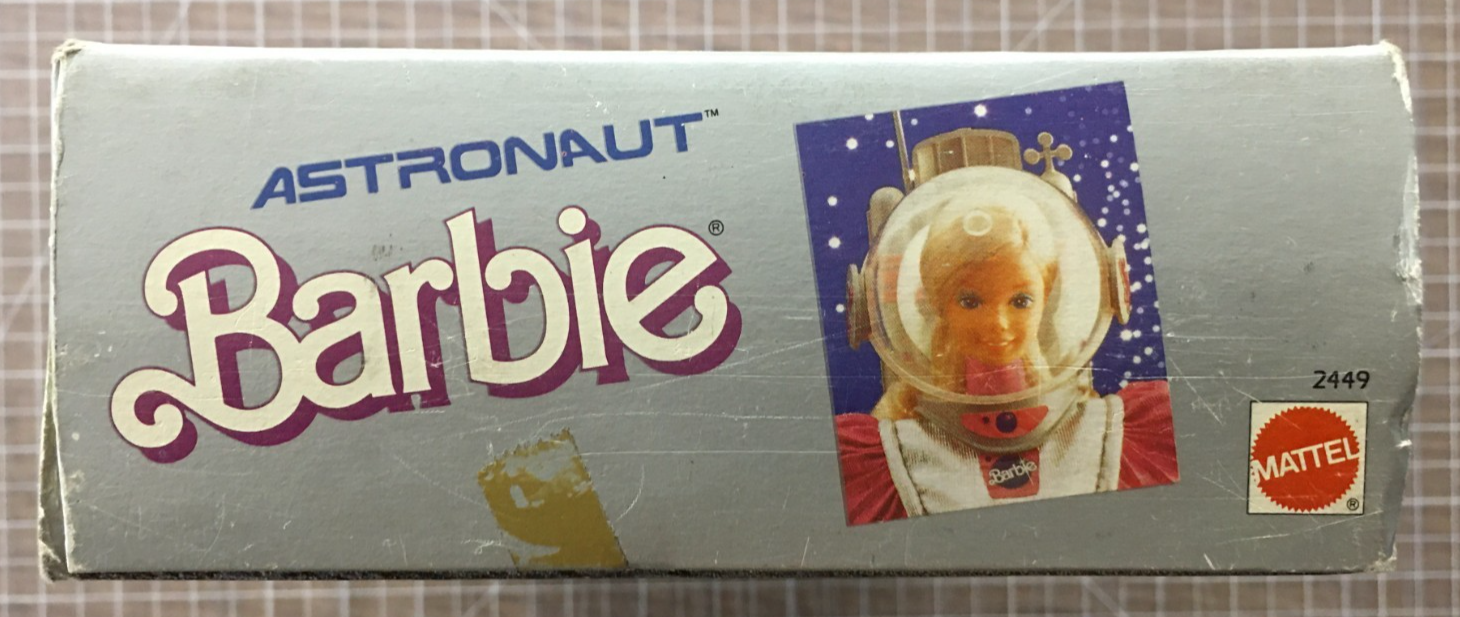 ASTRONAUT™
Barbie®
Barbie
2449
MATTEL
®